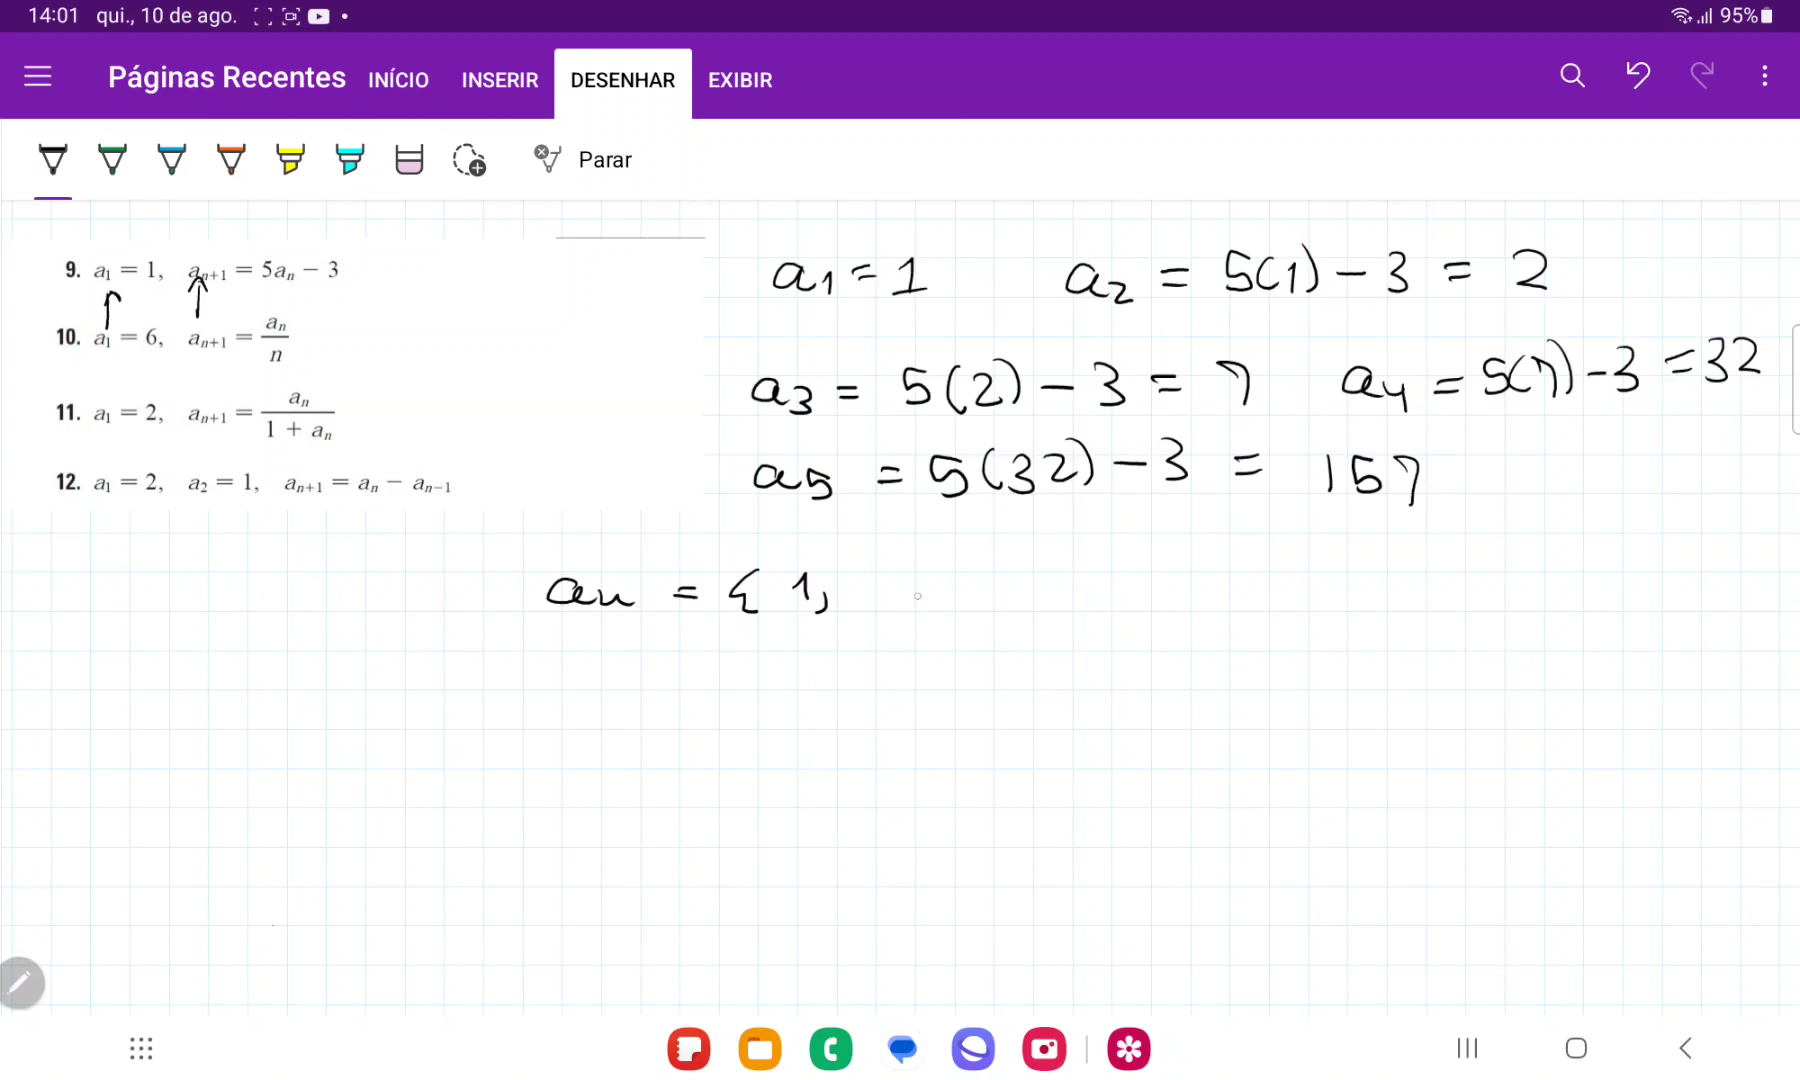 14:01 qui., 10 de ago. • 95%
Páginas Recentes INÍCIO INSERIR DESENHAR EXIBIR
Parar
9. a₁ = 1, aₙ₊₁ = 5aₙ − 3
10. a₁ = 6, aₙ₊₁ = aₙ/n
11. a₁ = 2, aₙ₊₁ = aₙ/(1 + aₙ)
12. a₁ = 2, a₂ = 1, aₙ₊₁ = aₙ − aₙ₋₁
a₁ = 1 a₂ = 5(1) − 3 = 2
a₃ = 5(2) − 3 = 7 a₄ = 5(7) − 3 = 32
a₅ = 5(32) − 3 = 157
aₙ = { 1,